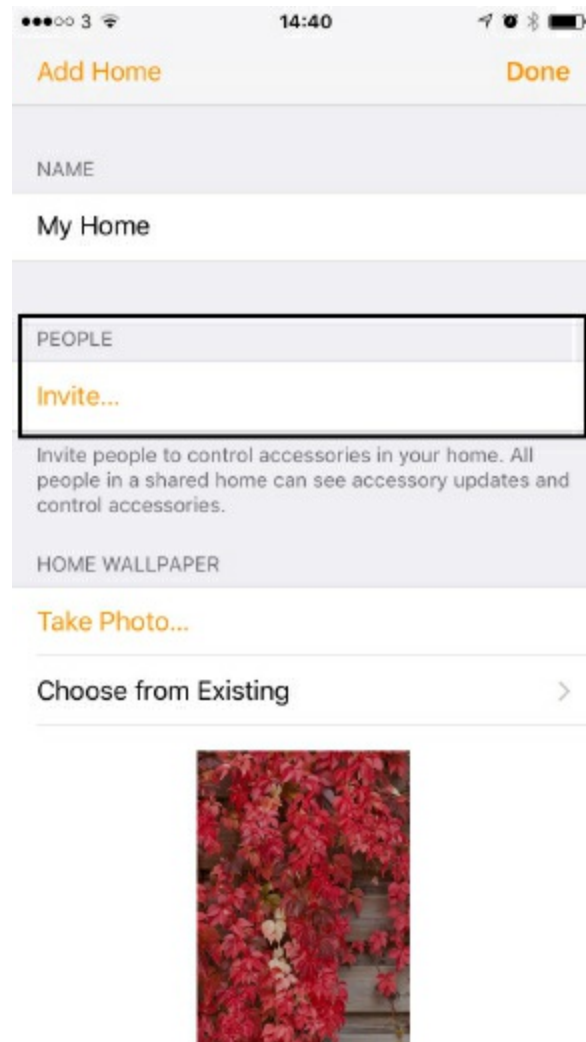 3 14:40
Add Home Done
NAME
My Home
PEOPLE
Invite...
Invite people to control accessories in your home. All
people in a shared home can see accessory updates and
control accessories.
HOME WALLPAPER
Take Photo...
Choose from Existing